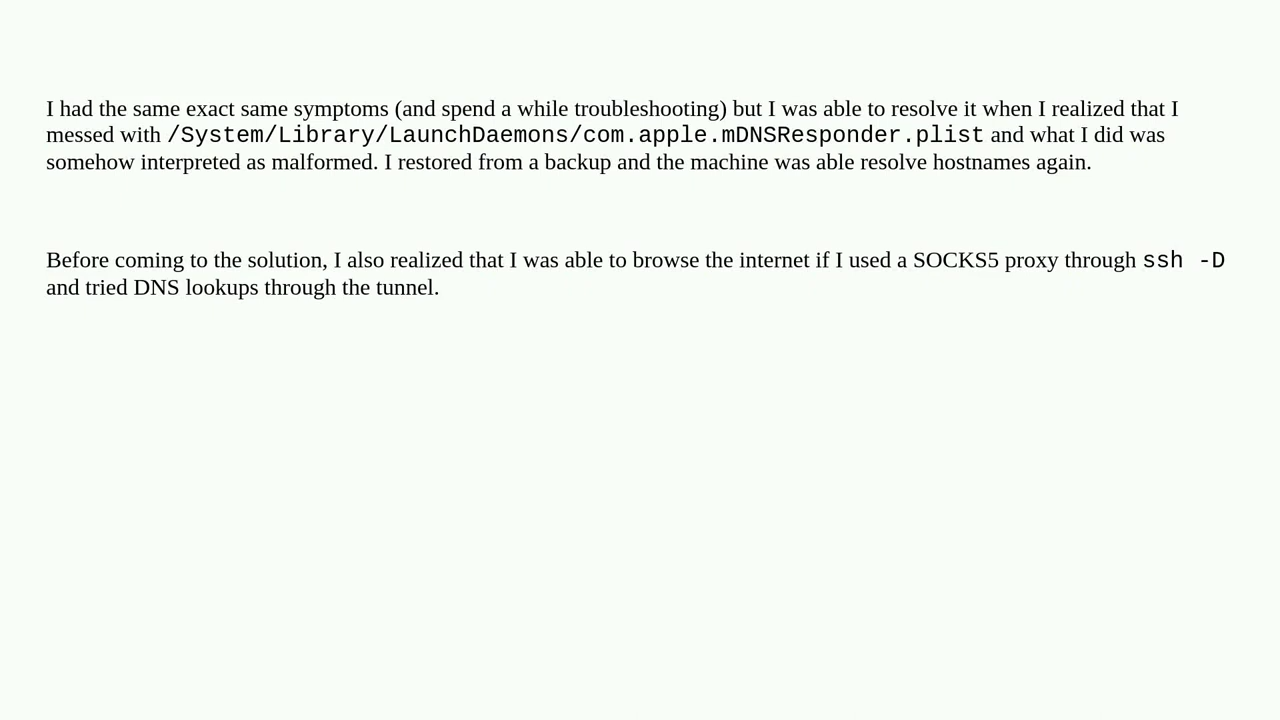 I had the same exact same symptoms (and spend a while troubleshooting) but I was able to resolve it when I realized that I
messed with /System/Library/LaunchDaemons/com.apple.mDNSResponder.plist and what I did was
somehow interpreted as malformed. I restored from a backup and the machine was able resolve hostnames again.
Before coming to the solution, I also realized that I was able to browse the internet if I used a SOCKS5 proxy through ssh -D
and tried DNS lookups through the tunnel.